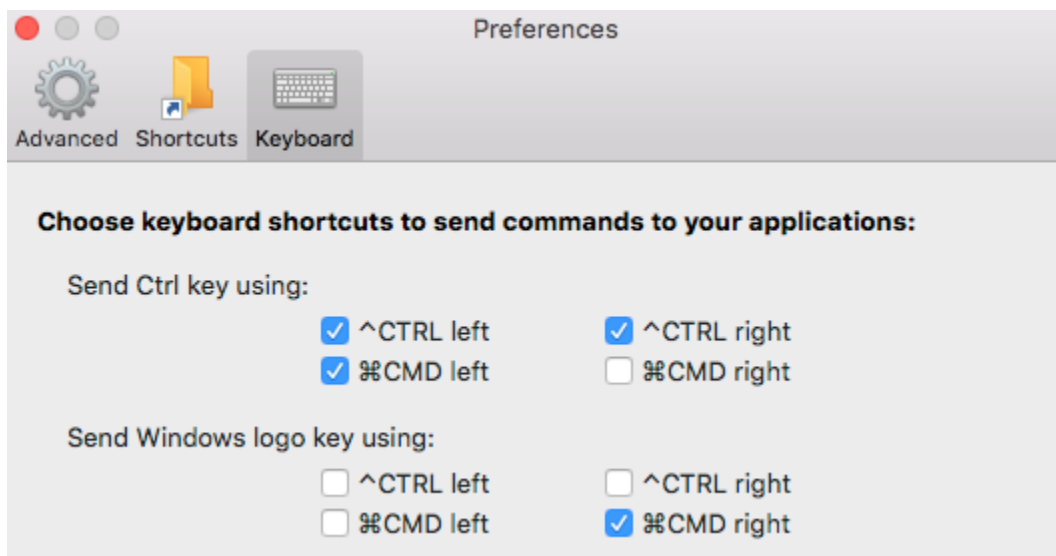 Preferences
Advanced Shortcuts Keyboard
Choose keyboard shortcuts to send commands to your applications:
Send Ctrl key using:
^CTRL left ^CTRL right
⌘CMD left ⌘CMD right
Send Windows logo key using:
^CTRL left ^CTRL right
⌘CMD left ⌘CMD right